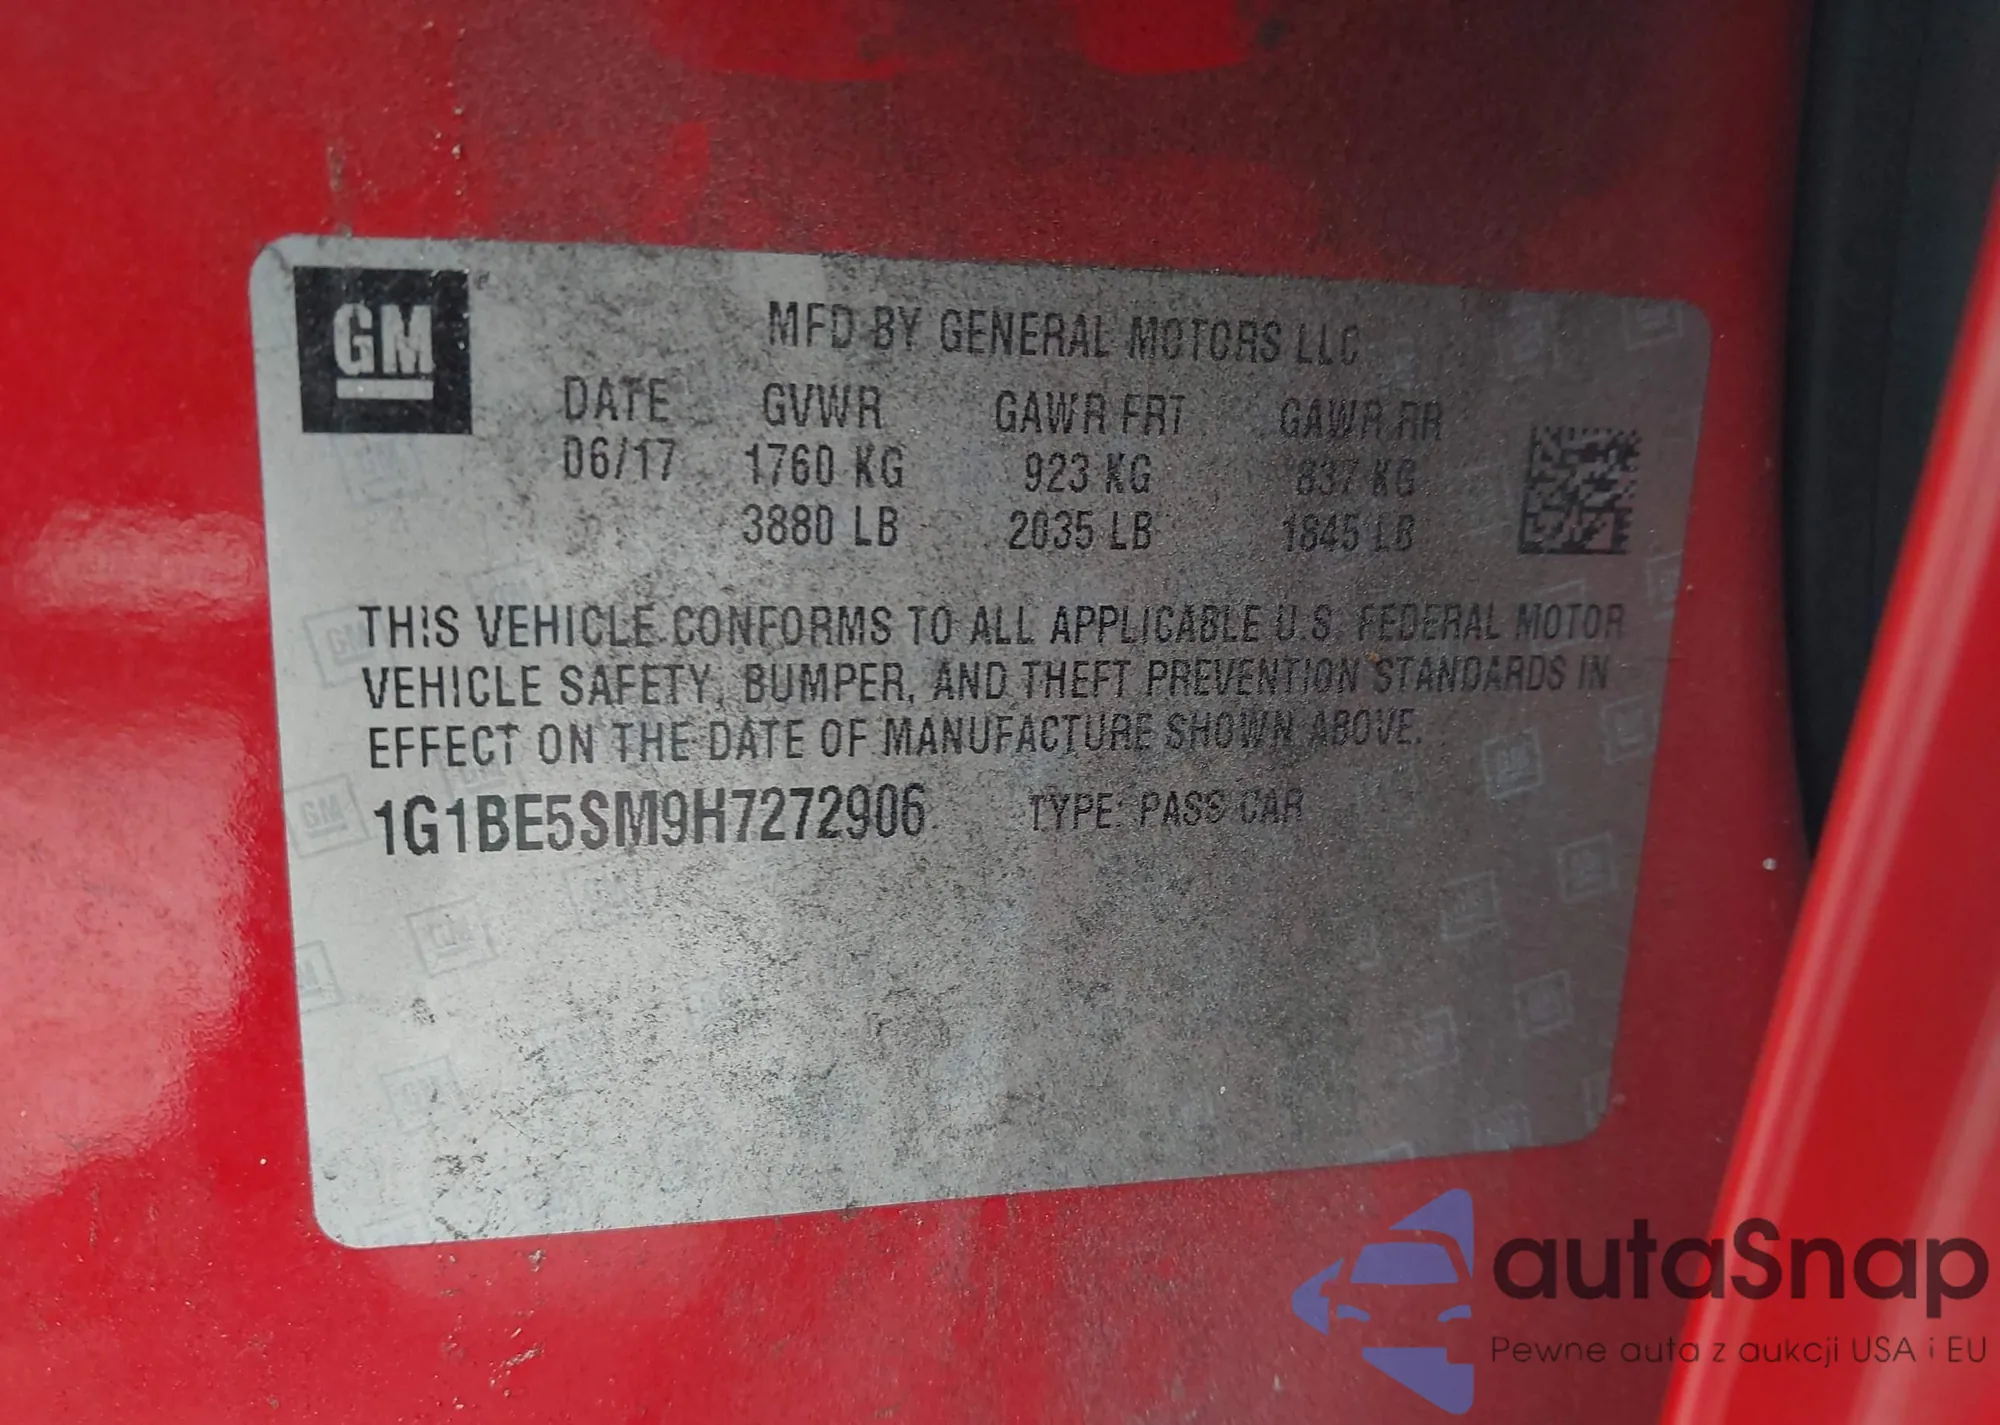 GM
MFD BY GENERAL MOTORS LLC
DATE GVWR GAWR FRT GAWR RR
06/17 1760 KG 923 KG 837 KG
3880 LB 2035 LB 1845 LB
THIS VEHICLE CONFORMS TO ALL APPLICABLE U.S. FEDERAL MOTOR
VEHICLE SAFETY, BUMPER, AND THEFT PREVENTION STANDARDS IN
EFFECT ON THE DATE OF MANUFACTURE SHOWN ABOVE.
1G1BE5SM9H7272906 TYPE: PASS CAR
autaSnap
Pewne auta z aukcji USA i EU